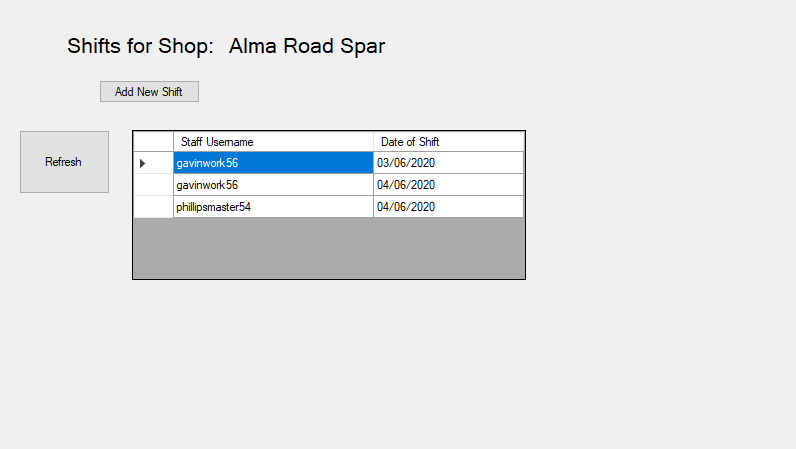 Shifts for Shop: Alma Road Spar
Add New Shift
Refresh
Staff Username Date of Shift
gavinwork56 03/06/2020
gavinwork56 04/06/2020
phillipsmaster54 04/06/2020